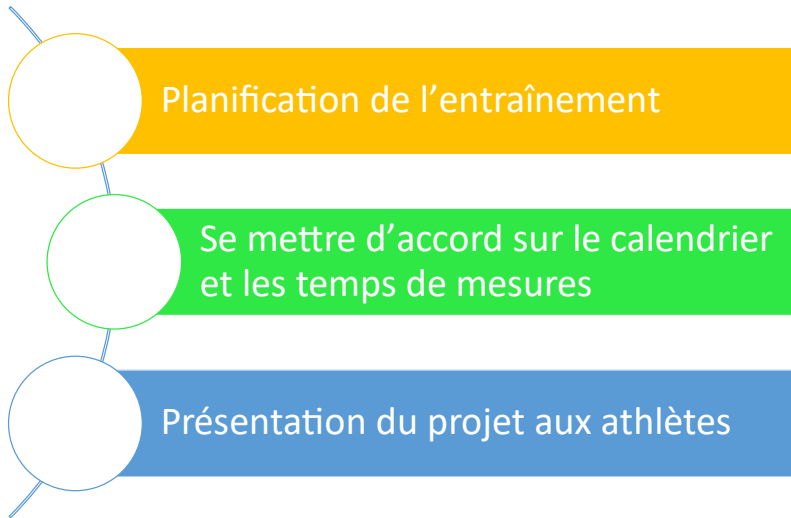 Planification de l’entraînement
Se mettre d’accord sur le calendrier
et les temps de mesures
Présentation du projet aux athlètes